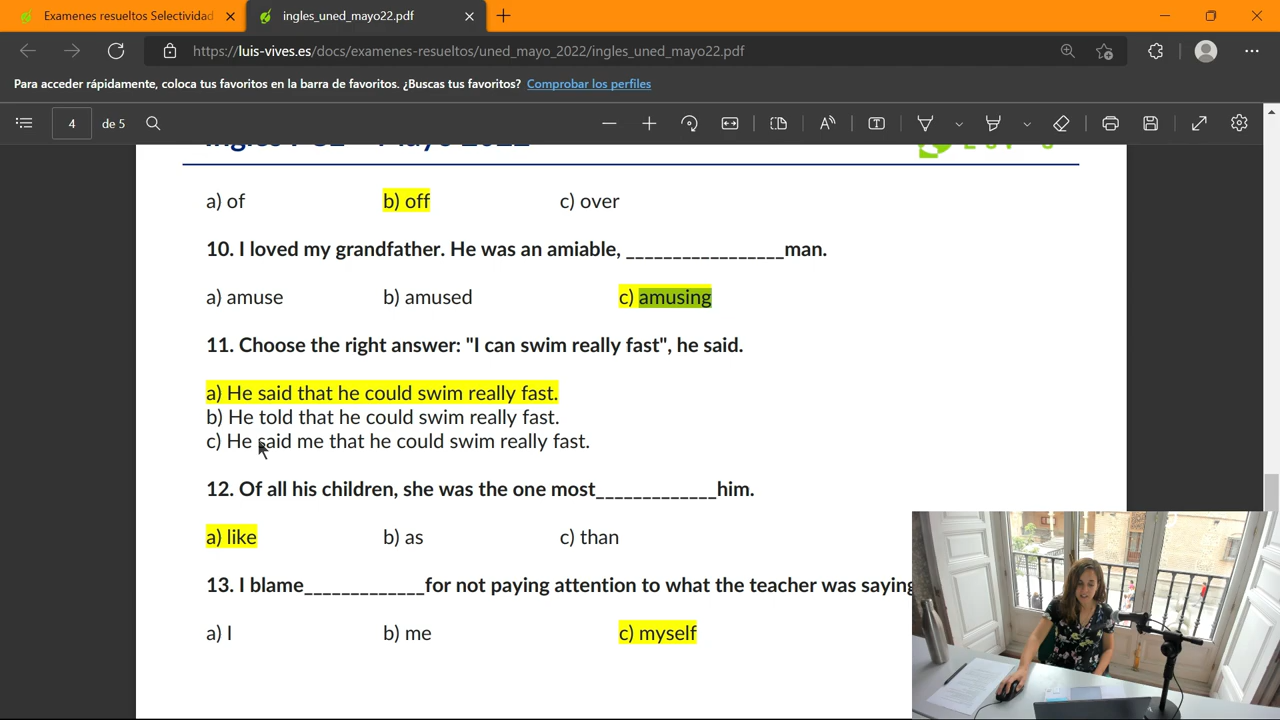 Examenes resueltos Selectividad
ingles_uned_mayo22.pdf
https://luis-vives.es/docs/examenes-resueltos/uned_mayo_2022/ingles_uned_mayo22.pdf
Para acceder rápidamente, coloca tus favoritos en la barra de favoritos. ¿Buscas tus favoritos? Comprobar los perfiles
4 de 5
a) of b) off c) over
10. I loved my grandfather. He was an amiable, _________________man.
a) amuse b) amused c) amusing
11. Choose the right answer: "I can swim really fast", he said.
a) He said that he could swim really fast.
b) He told that he could swim really fast.
c) He said me that he could swim really fast.
12. Of all his children, she was the one most_____________him.
a) like b) as c) than
13. I blame_____________for not paying attention to what the teacher was saying
a) I b) me c) myself